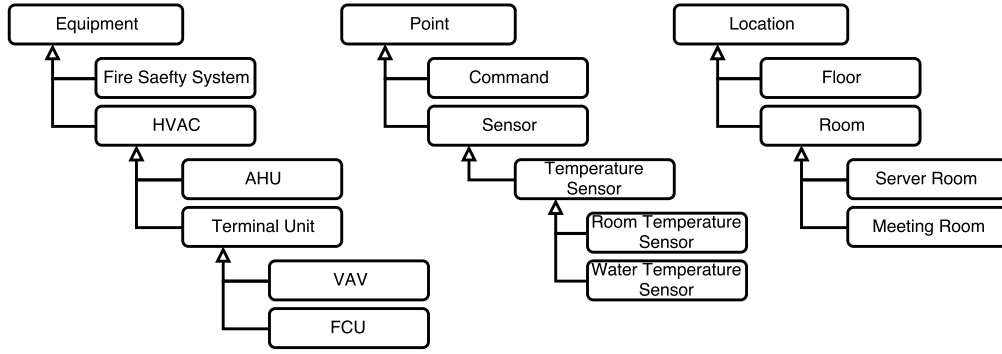 Equipment
Fire Saefty System
HVAC
AHU
Terminal Unit
VAV
FCU
Point
Command
Sensor
Temperature
Sensor
Room Temperature
Sensor
Water Temperature
Sensor
Location
Floor
Room
Server Room
Meeting Room